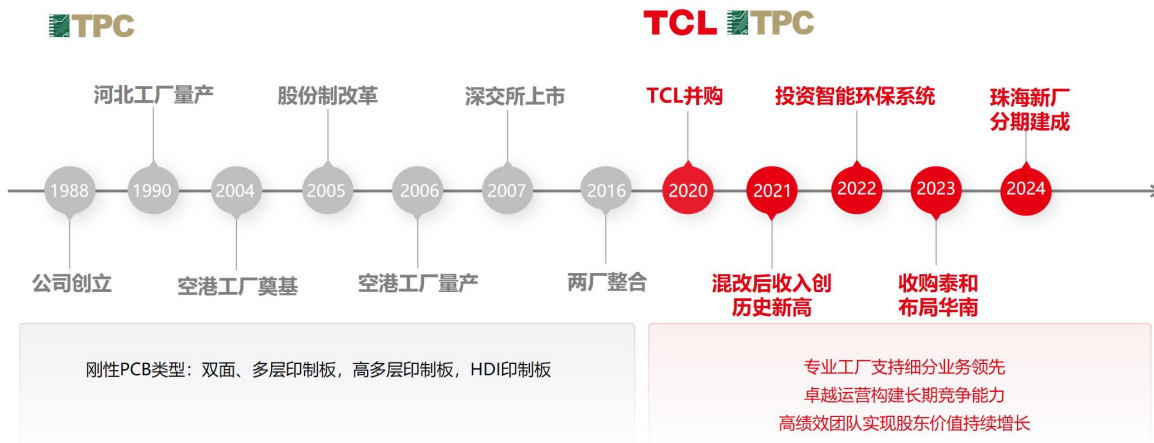 TPC
TCL TPC
河北工厂量产
股份制改革
深交所上市
TCL并购
投资智能环保系统
珠海新厂
分期建成
1988
1990
2004
2005
2006
2007
2016
2020
2021
2022
2023
2024
公司创立
空港工厂奠基
空港工厂量产
两厂整合
混改后收入创
历史新高
收购泰和
布局华南
刚性PCB类型：双面、多层印制板，高多层印制板，HDI印制板
专业工厂支持细分业务领先
卓越运营构建长期竞争能力
高绩效团队实现股东价值持续增长